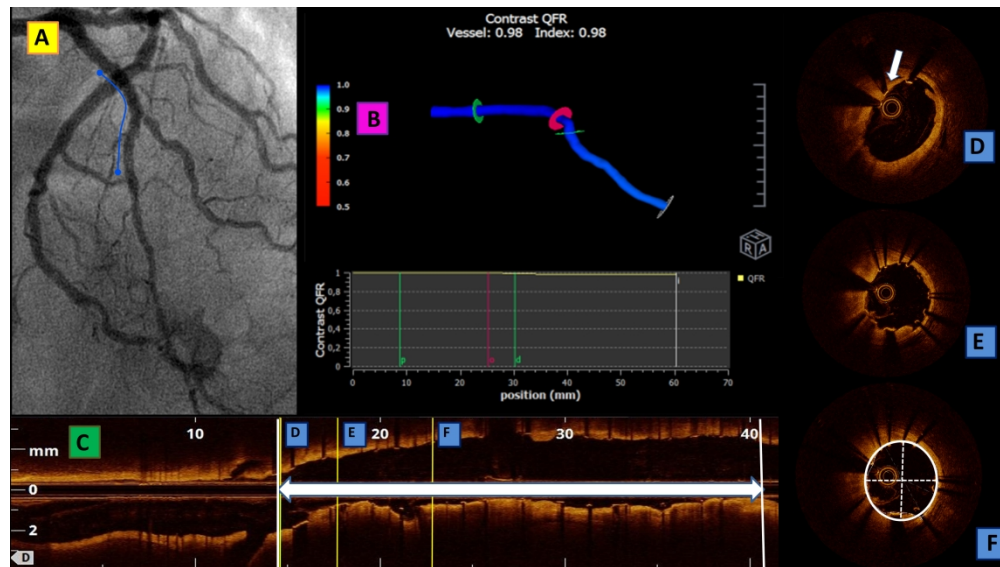 A
Contrast QFR
Vessel: 0.98 Index: 0.98
1.0
0.9
0.8
0.7
0.6
0.5
B
R A
Contrast QFR
1
0,8
0,6
0,4
0,2
0
p
o
d
QFR
0 10 20 30 40 50 60 70
position (mm)
C
mm
0
2
10 20 30 40
D E F
D
D
E
F